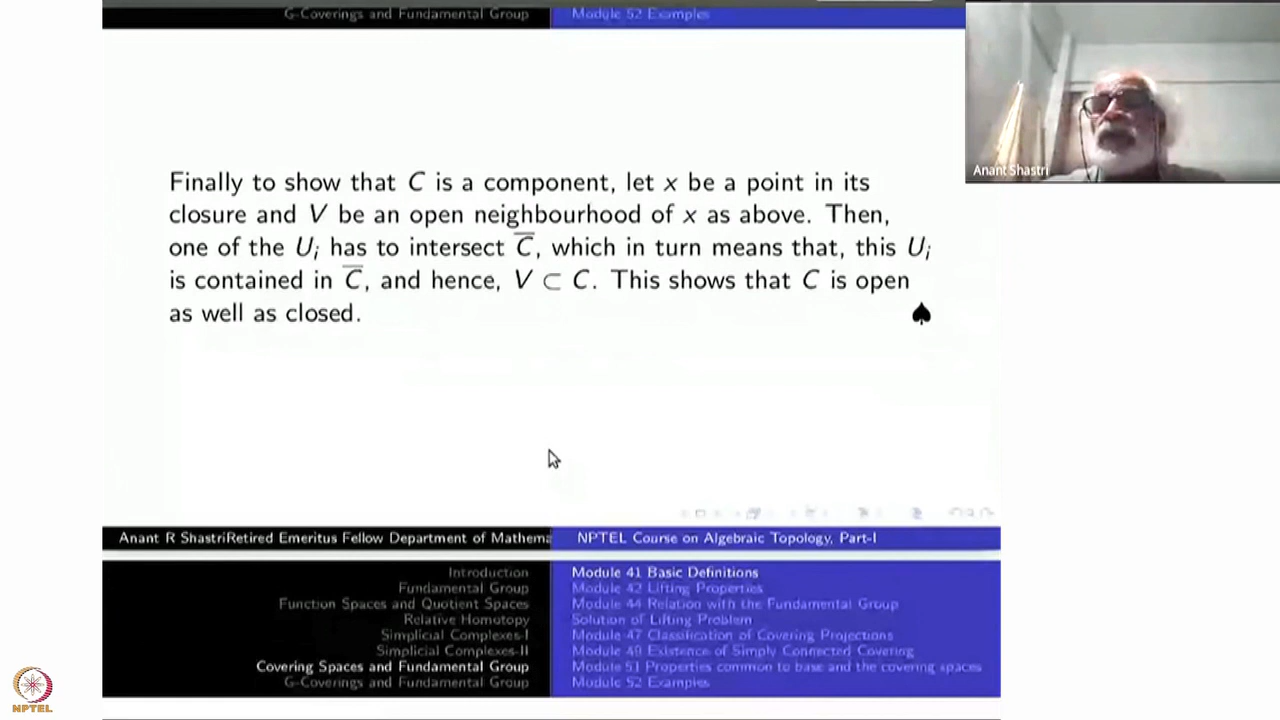 G-Coverings and Fundamental Group Module 52 Examples
Anant Shastri
Finally to show that C is a component, let x be a point in its
closure and V be an open neighbourhood of x as above. Then,
one of the Uᵢ has to intersect C̅, which in turn means that, this Uᵢ
is contained in C̅, and hence, V ⊂ C. This shows that C is open
as well as closed. ♠
Anant R ShastriRetired Emeritus Fellow Department of Mathema NPTEL Course on Algebraic Topology, Part-I
Introduction Module 41 Basic Definitions
Fundamental Group Module 42 Lifting Properties
Function Spaces and Quotient Spaces Module 44 Relation with the Fundamental Group
Relative Homotopy Solution of Lifting Problem
Simplicial Complexes-I Module 47 Classification of Covering Projections
Simplicial Complexes-II Module 49 Existence of Simply Connected Covering
Covering Spaces and Fundamental Group Module 51 Properties common to base and the covering spaces
G-Coverings and Fundamental Group Module 52 Examples
NPTEL